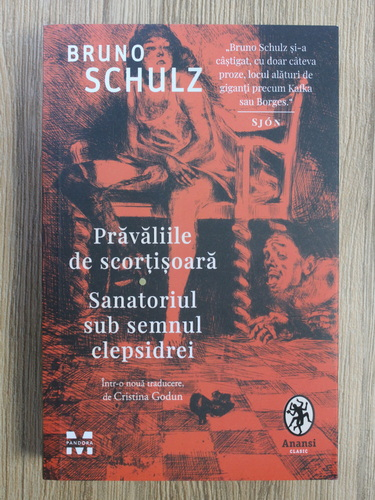 BRUNO
SCHULZ
„Bruno Schulz și-a
câștigat, cu doar câteva
proze, locul alături de
giganți precum Kafka
sau Borges.“
SJÓN
Prăvăliile
de scorțișoară
Sanatoriul
sub semnul
clepsidrei
Într-o nouă traducere,
de Cristina Godun
M
PANDORA
Anansi
CLASIC